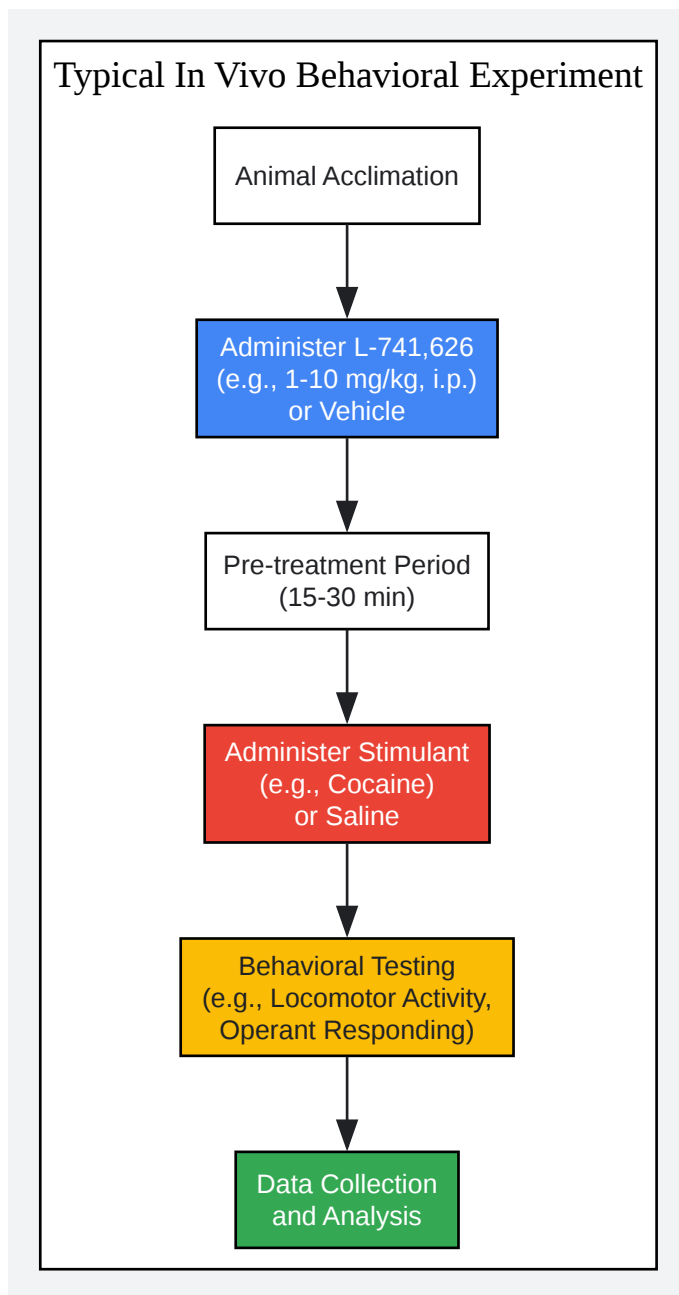 Typical In Vivo Behavioral Experiment
Animal Acclimation
Administer L-741,626
(e.g., 1-10 mg/kg, i.p.)
or Vehicle
Pre-treatment Period
(15-30 min)
Administer Stimulant
(e.g., Cocaine)
or Saline
Behavioral Testing
(e.g., Locomotor Activity,
Operant Responding)
Data Collection
and Analysis